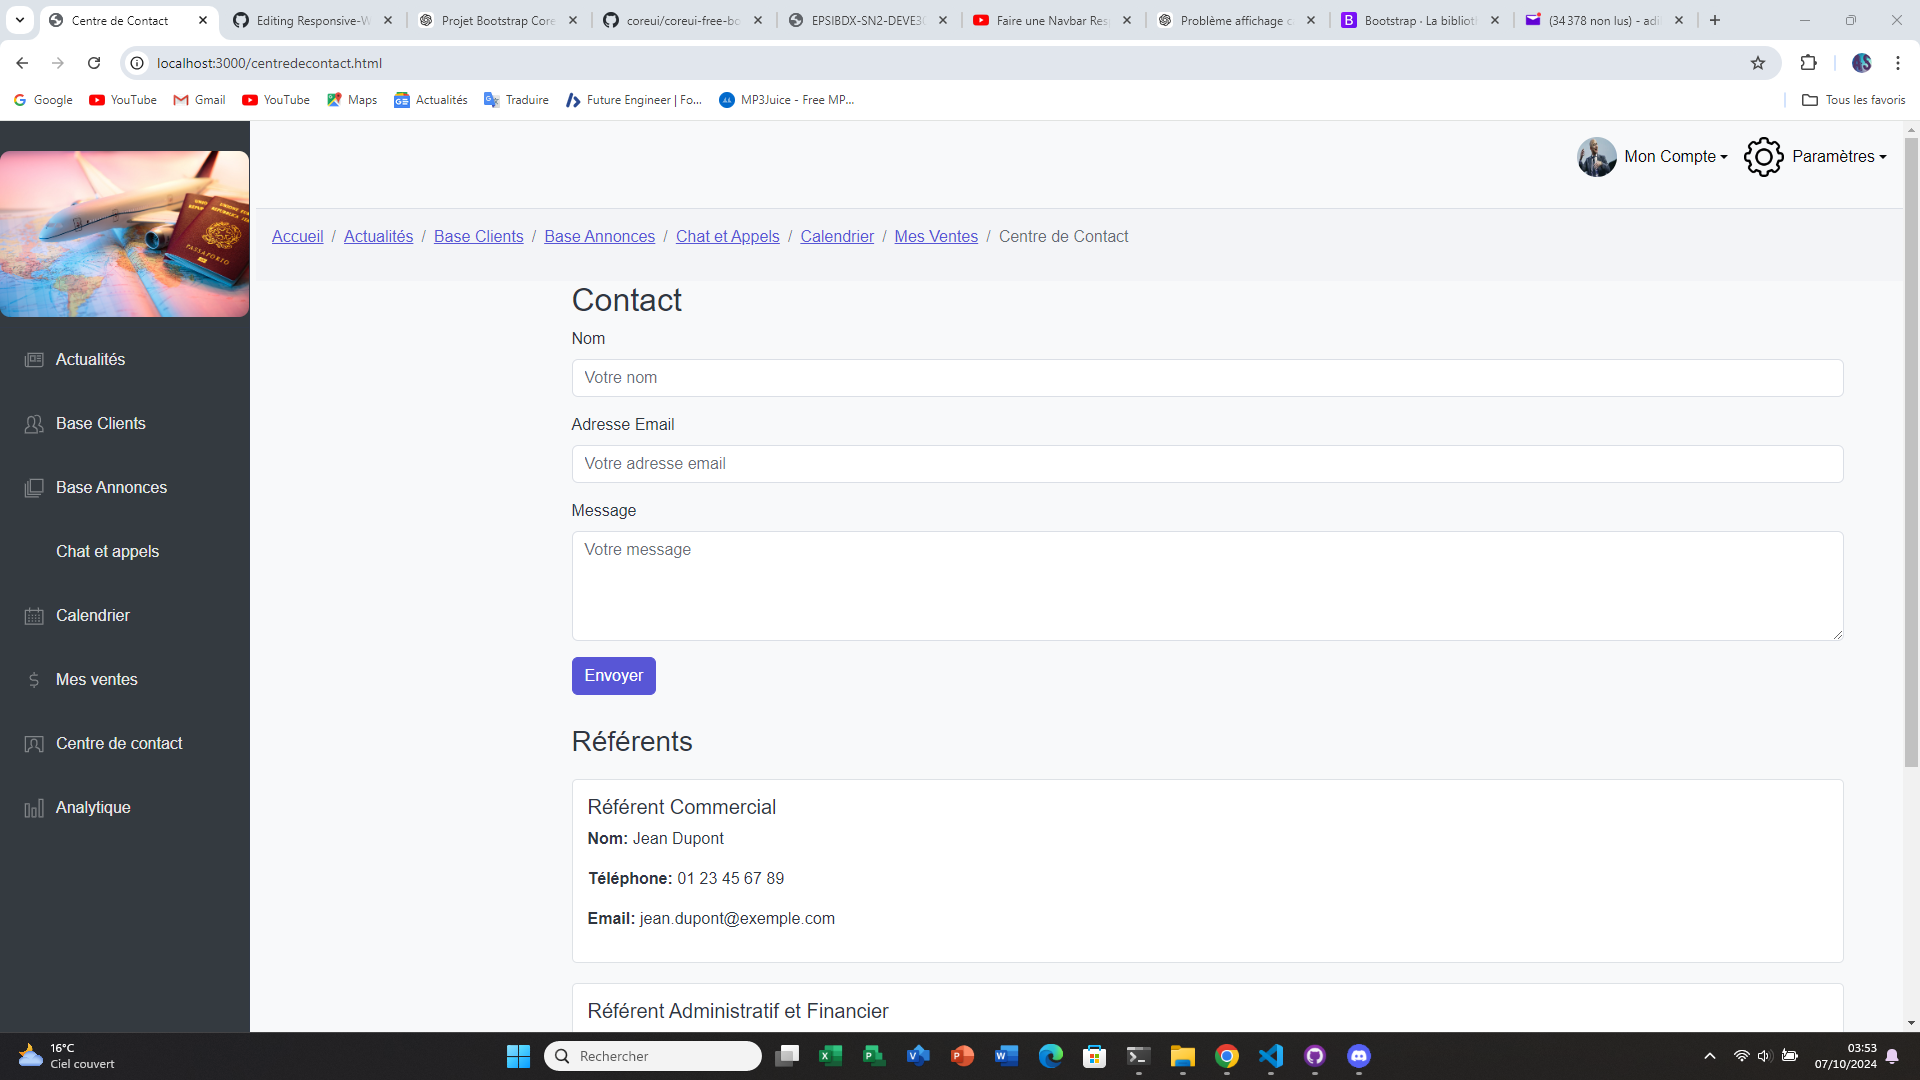 Centre de Contact
Editing Responsive-W
Projet Bootstrap Core
coreui/coreui-free-bo
EPSIBDX-SN2-DEVE3
Faire une Navbar Res
Problème affichage c
Bootstrap · La biblioth
(34 378 non lus) - adi
localhost:3000/centredecontact.html
Google
YouTube
Gmail
YouTube
Maps
Actualités
Traduire
Future Engineer | Fo...
MP3Juice - Free MP...
Tous les favoris
Mon Compte
Paramètres
Accueil / Actualités / Base Clients / Base Annonces / Chat et Appels / Calendrier / Mes Ventes / Centre de Contact
Actualités
Base Clients
Base Annonces
Chat et appels
Calendrier
Mes ventes
Centre de contact
Analytique
Contact
Nom
Votre nom
Adresse Email
Votre adresse email
Message
Votre message
Envoyer
Référents
Référent Commercial
Nom: Jean Dupont
Téléphone: 01 23 45 67 89
Email: jean.dupont@exemple.com
Référent Administratif et Financier
16°C
Ciel couvert
Rechercher
03:53
07/10/2024